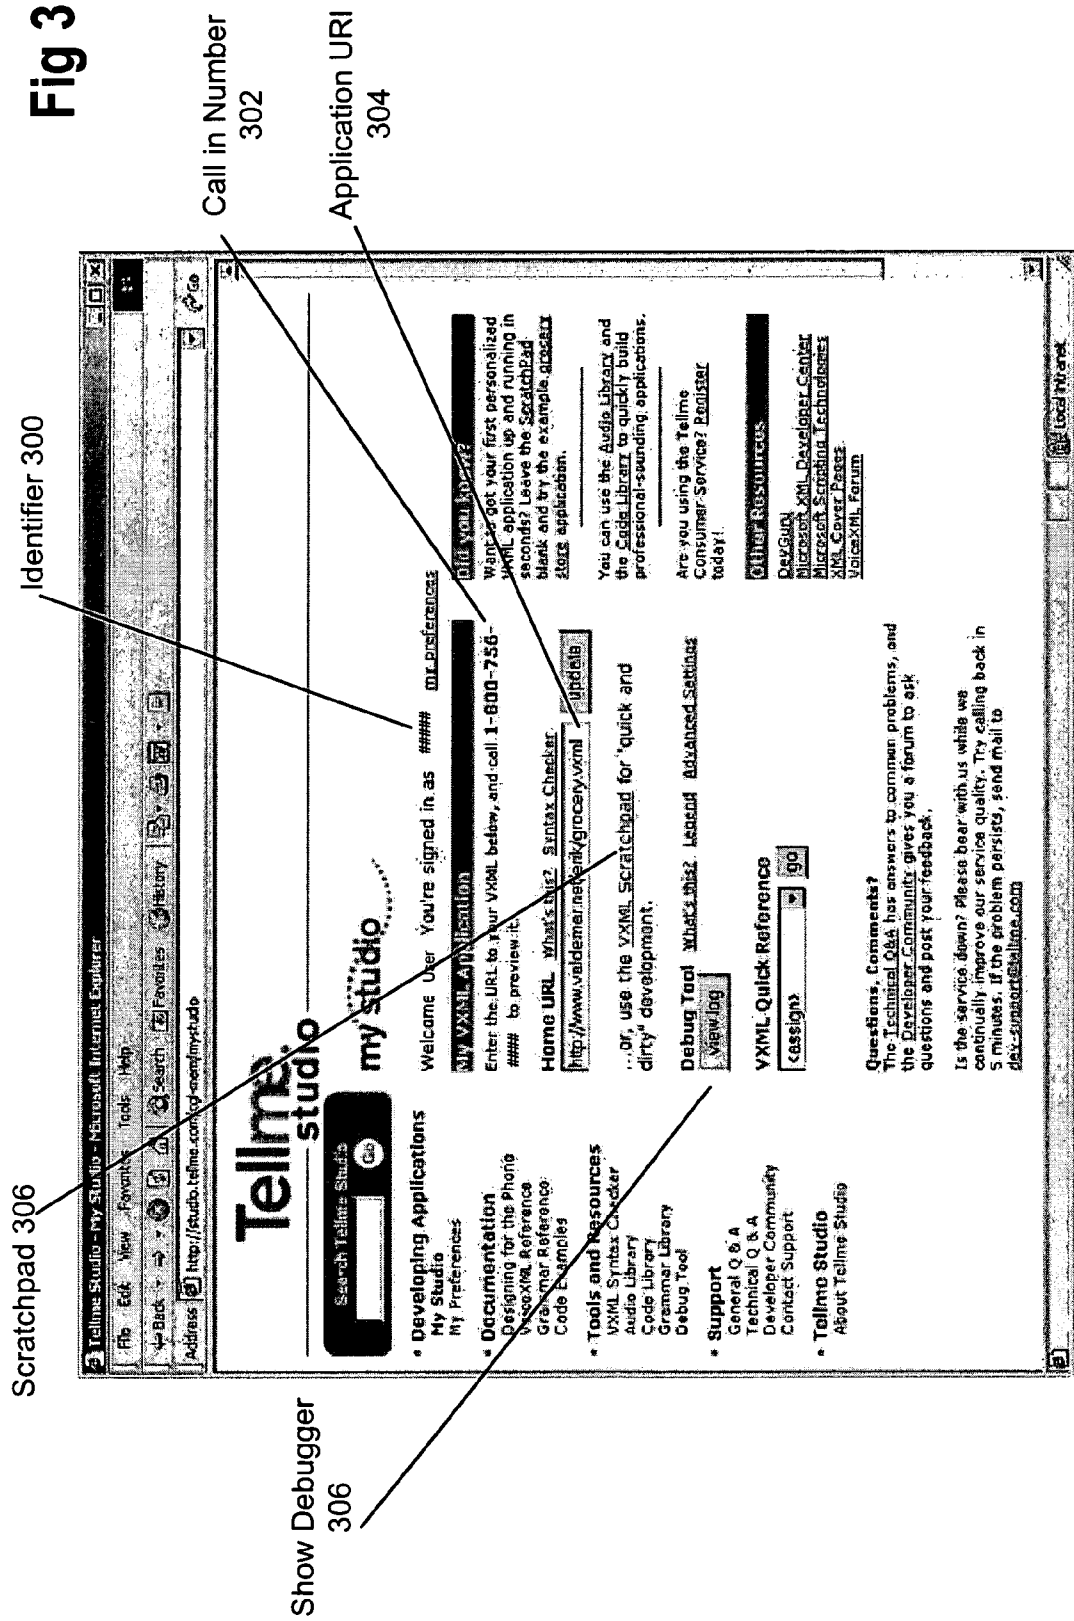 Fig 3
Scratchpad 306
Identifier 300
Call in Number
302
Application URI
304
Show Debugger
306
Tellme Studio - My Studio - Microsoft Internet Explorer
File Edit View Favorites Tools Help
Back Search Favorites History
Address http://studio.tellme.com/cgi-mem/mystudio Go
Tellme.
studio
my studio
Search Tellme Studio
Go
Developing Applications
My Studio
My Preferences
Documentation
Designing for the Phone
VoiceXML Reference
Grammar Reference
Code Examples
Tools and Resources
VXML Syntax Checker
Audio Library
Code Library
Grammar Library
Debug Tool
Support
General Q & A
Technical Q & A
Developer Community
Contact Support
Tellme Studio
About Tellme Studio
Welcome User You're signed in as ##### my preferences
My VXML Application
Enter the URL to your VXML below, and call 1-800-756-
#### to preview it.
Home URL What's this? Syntax Checker
http://www.valdemer.net/erik/grocery.vxml update
...Or, use the VXML Scratchpad for "quick and
dirty" development.
Debug Tool What's this? Legend Advanced Settings
view log
VXML Quick Reference
<assign> go
Questions, Comments?
The Technical Q&A has answers to common problems, and
the Developer Community gives you a forum to ask
questions and post your feedback.
Is the service down? Please bear with us while we
continually improve our service quality. Try calling back in
5 minutes. If the problem persists, send mail to
dev-support@tellme.com
Did you know?
Want to get your first personalized
VXML application up and running in
seconds? Leave the ScratchPad
blank and try the example grocery
store application.
You can use the Audio Library and
the Code Library to quickly build
professional-sounding applications.
Are you using the Tellme
Consumer Service? Register
today!
Other Resources
DevGuru
Microsoft XML Developer Center
Microsoft Scripting Technologies
XML Cover Pages
VoiceXML Forum
Local intranet